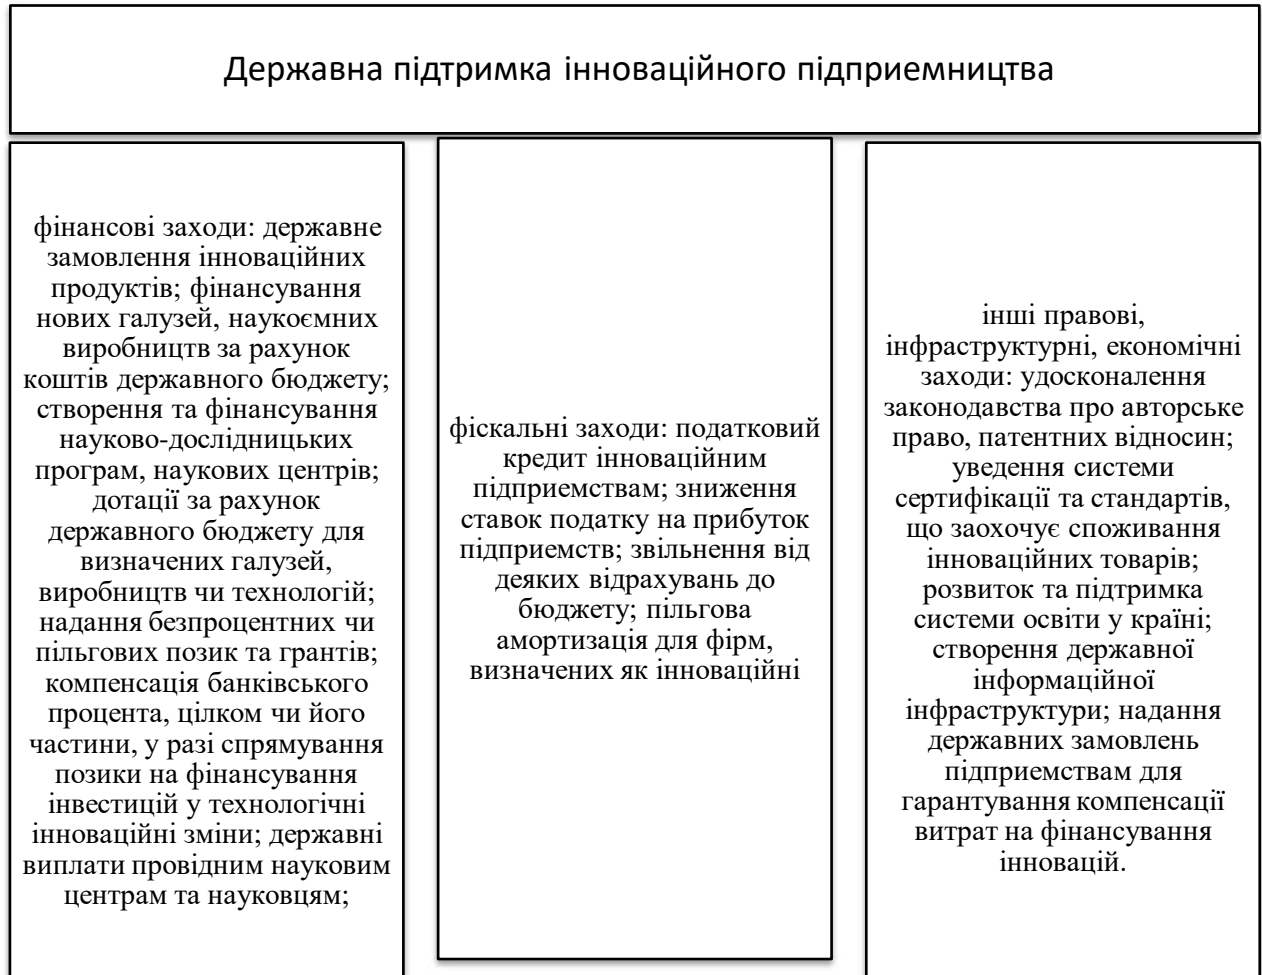 Державна підтримка інноваційного підприемництва
фінансові заходи: державне
замовлення інноваційних
продуктів; фінансування
нових галузей, наукоємних
виробництв за рахунок
коштів державного бюджету;
створення та фінансування
науково-дослідницьких
програм, наукових центрів;
дотації за рахунок
державного бюджету для
визначених галузей,
виробництв чи технологій;
надання безпроцентних чи
пільгових позик та грантів;
компенсація банківського
процента, цілком чи його
частини, у разі спрямування
позики на фінансування
інвестицій у технологічні
інноваційні зміни; державні
виплати провідним науковим
центрам та науковцям;
фіскальні заходи: податковий
кредит інноваційним
підприємствам; зниження
ставок податку на прибуток
підприємств; звільнення від
деяких відрахувань до
бюджету; пільгова
амортизація для фірм,
визначених як інноваційні
інші правові,
інфраструктурні, економічні
заходи: удосконалення
законодавства про авторське
право, патентних відносин;
уведення системи
сертифікації та стандартів,
що заохочує споживання
інноваційних товарів;
розвиток та підтримка
системи освіти у країні;
створення державної
інформаційної
інфраструктури; надання
державних замовлень
підприємствам для
гарантування компенсації
витрат на фінансування
інновацій.